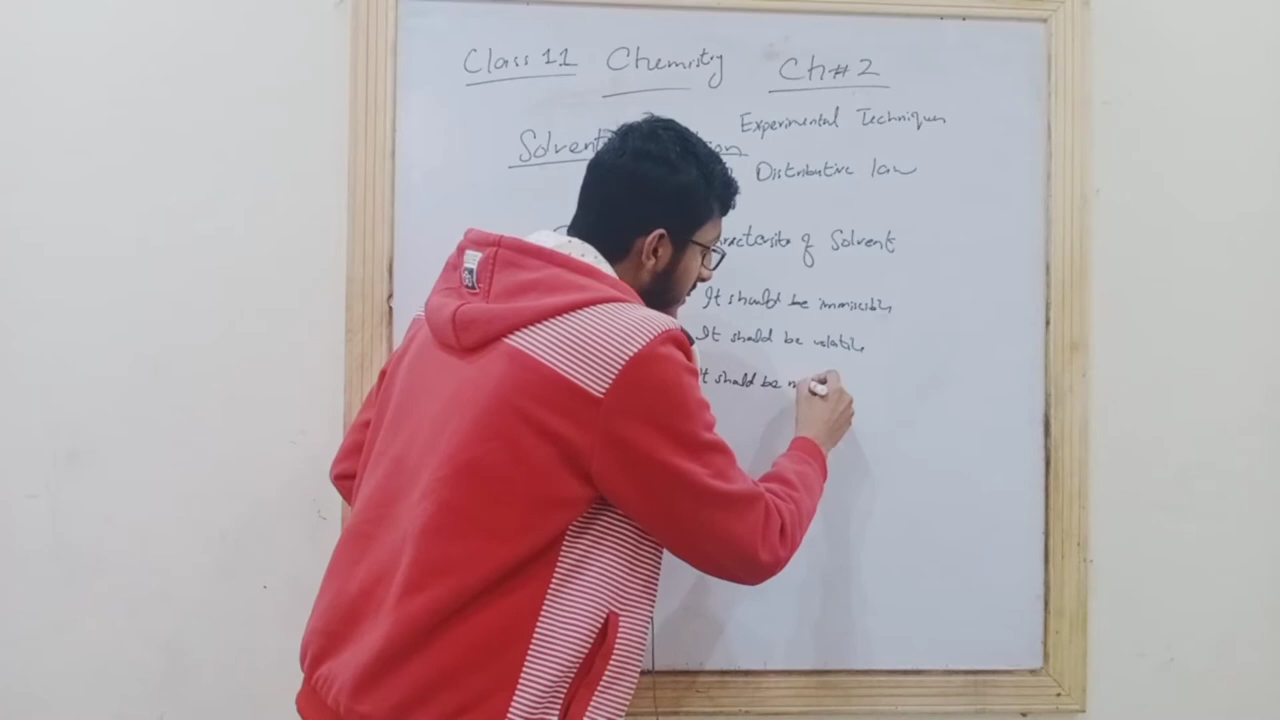 Class 11 Chemistry Ch#2
Experimental Techniques
Solvent
Distributive law
of Solvent
It should be immiscible
It should be volatile
It should be